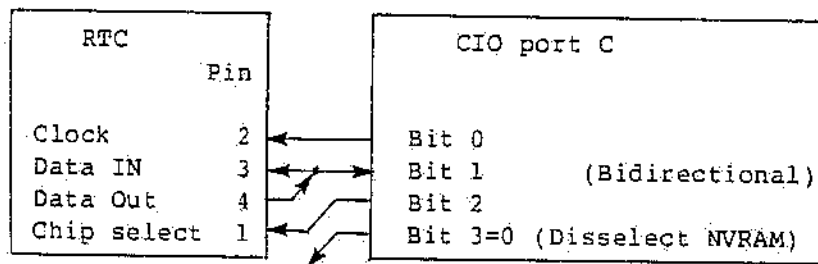 RTC CIO port C
Pin
Clock 2 Bit 0
Data IN 3 Bit 1 (Bidirectional)
Data Out 4 Bit 2
Chip select 1 Bit 3=0 (Disselect NVRAM)